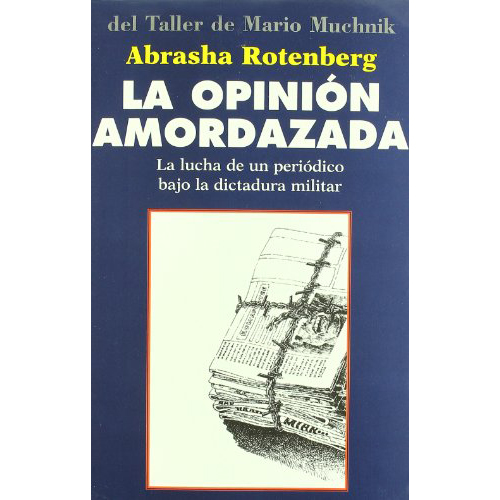 del Taller de Mario Muchnik
Abrasha Rotenberg
LA OPINIÓN
AMORDAZADA
La lucha de un periódico
bajo la dictadura militar